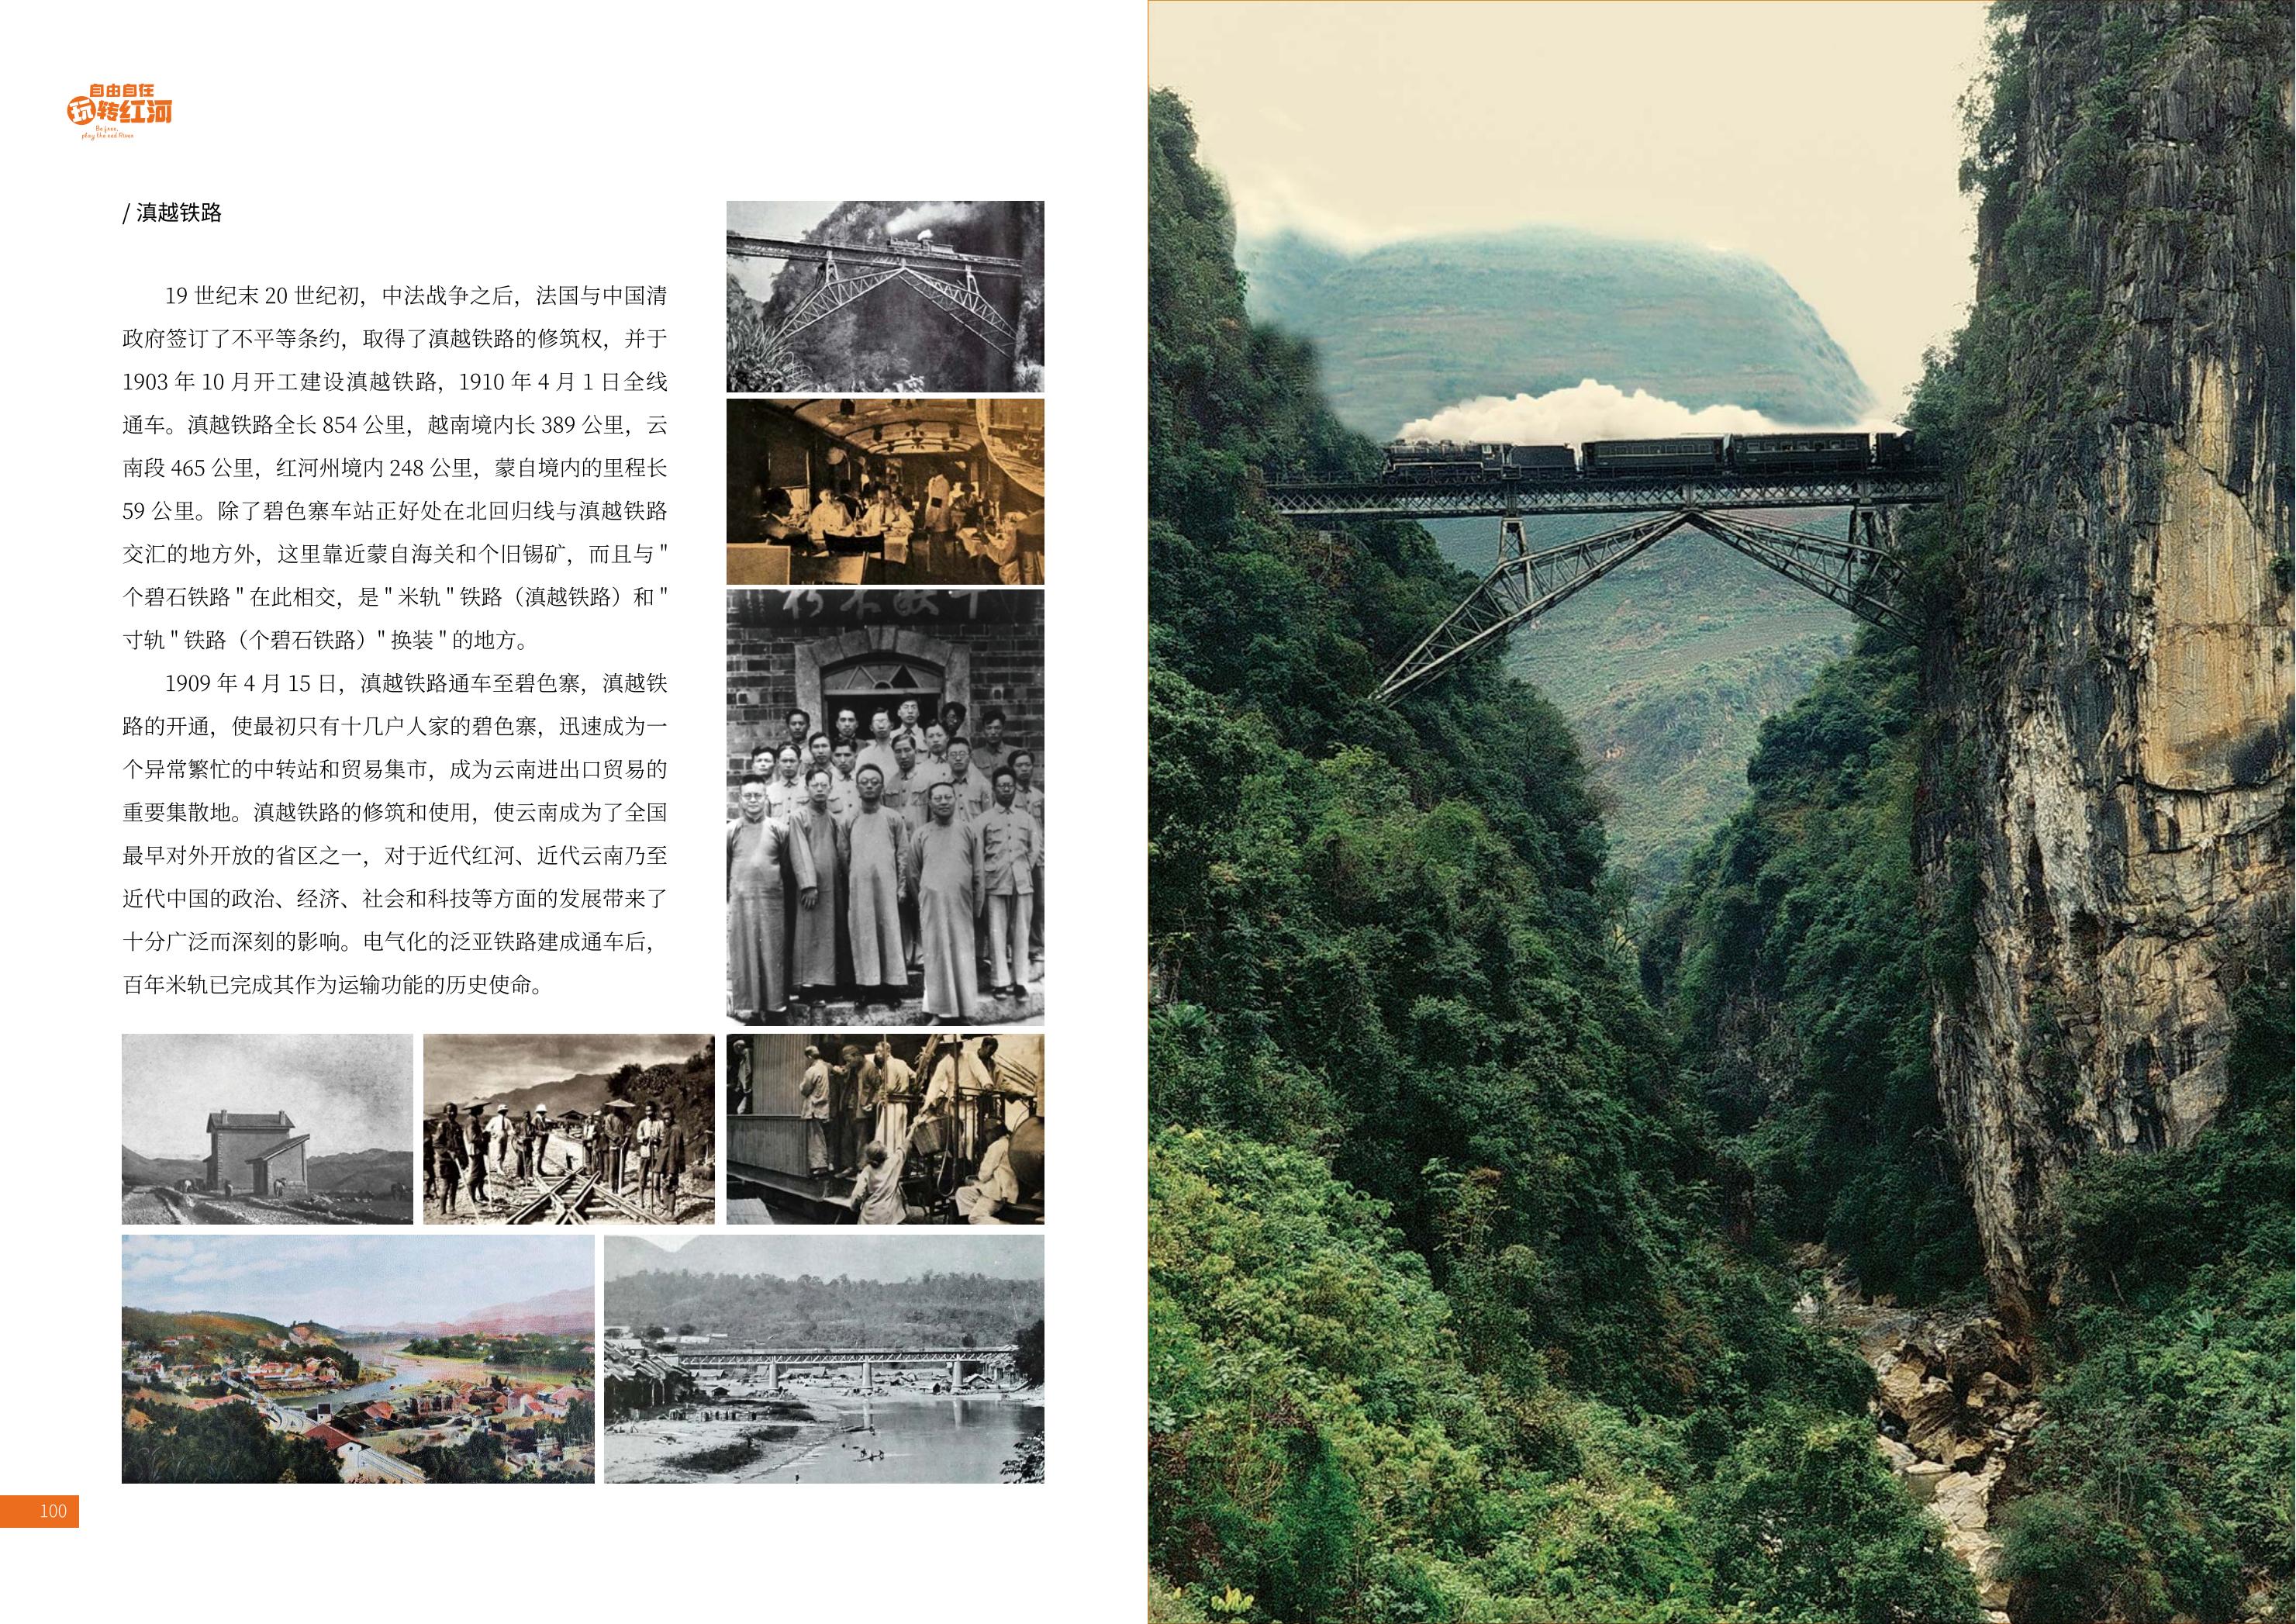 自由自在
玩转红河
Be free,
play the red River
/ 滇越铁路
19 世纪末 20 世纪初，中法战争之后，法国与中国清
政府签订了不平等条约，取得了滇越铁路的修筑权，并于
1903 年 10 月开工建设滇越铁路，1910 年 4 月 1 日全线
通车。滇越铁路全长 854 公里，越南境内长 389 公里，云
南段 465 公里，红河州境内 248 公里，蒙自境内的里程长
59 公里。除了碧色寨车站正好处在北回归线与滇越铁路
交汇的地方外，这里靠近蒙自海关和个旧锡矿，而且与 "
个碧石铁路 " 在此相交，是 " 米轨 " 铁路（滇越铁路）和 "
寸轨 " 铁路（个碧石铁路）" 换装 " 的地方。
1909 年 4 月 15 日，滇越铁路通车至碧色寨，滇越铁
路的开通，使最初只有十几户人家的碧色寨，迅速成为一
个异常繁忙的中转站和贸易集市，成为云南进出口贸易的
重要集散地。滇越铁路的修筑和使用，使云南成为了全国
最早对外开放的省区之一，对于近代红河、近代云南乃至
近代中国的政治、经济、社会和科技等方面的发展带来了
十分广泛而深刻的影响。电气化的泛亚铁路建成通车后，
百年米轨已完成其作为运输功能的历史使命。
100